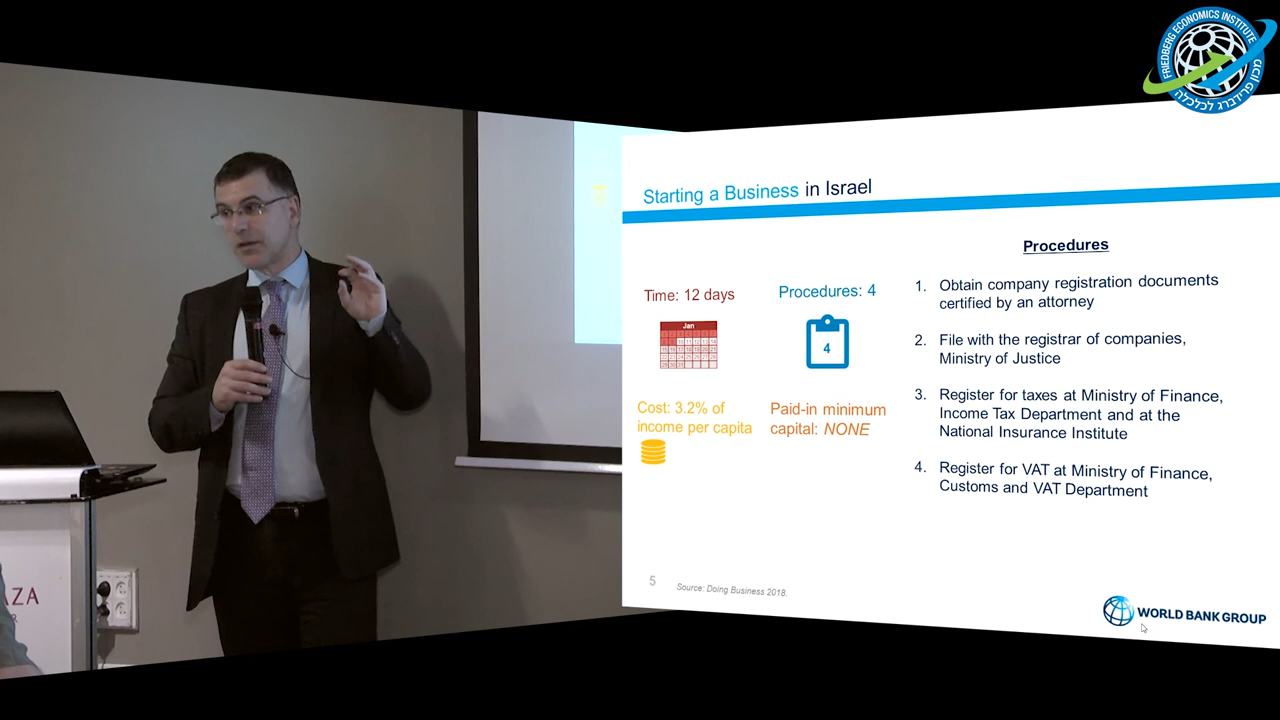 FRIEDBERG ECONOMICS INSTITUTE
מכון פרידברג לכלכלה
Starting a Business in Israel
Time: 12 days
Jan
Procedures: 4
4
Cost: 3.2% of
income per capita
Paid-in minimum
capital: NONE
Procedures
1. Obtain company registration documents
certified by an attorney
2. File with the registrar of companies,
Ministry of Justice
3. Register for taxes at Ministry of Finance,
Income Tax Department and at the
National Insurance Institute
4. Register for VAT at Ministry of Finance,
Customs and VAT Department
5
Source: Doing Business 2018.
WORLD BANK GROUP